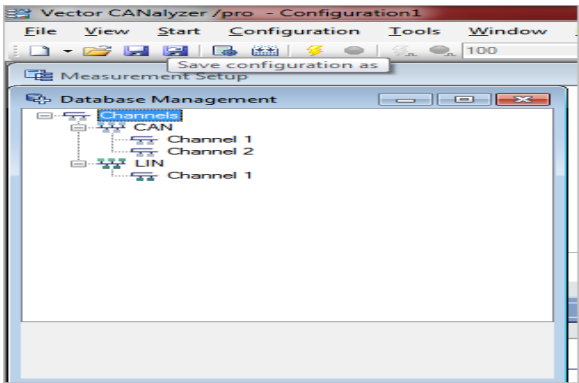 Vector CANalyzer /pro - Configuration1
File View Start Configuration Tools Window
100
Save configuration as
Measurement Setup
Database Management
Channels
CAN
Channel 1
Channel 2
LIN
Channel 1